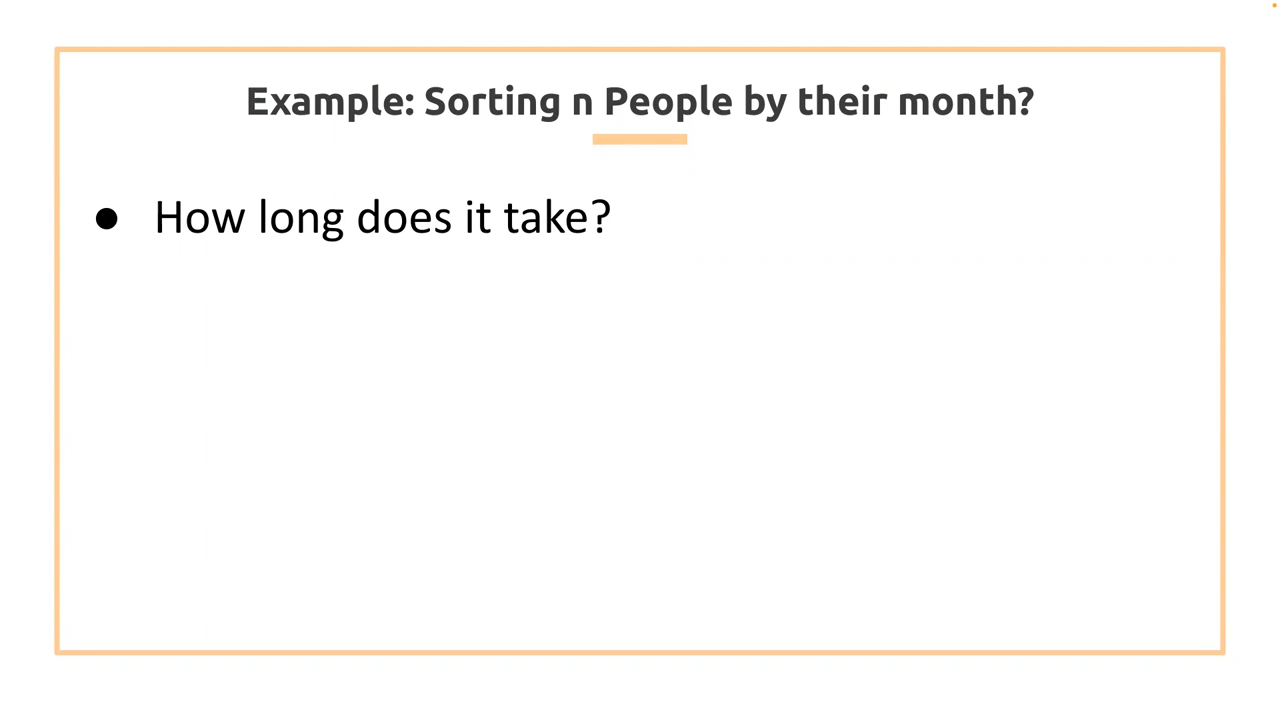 Example: Sorting n People by their month?
● How long does it take?